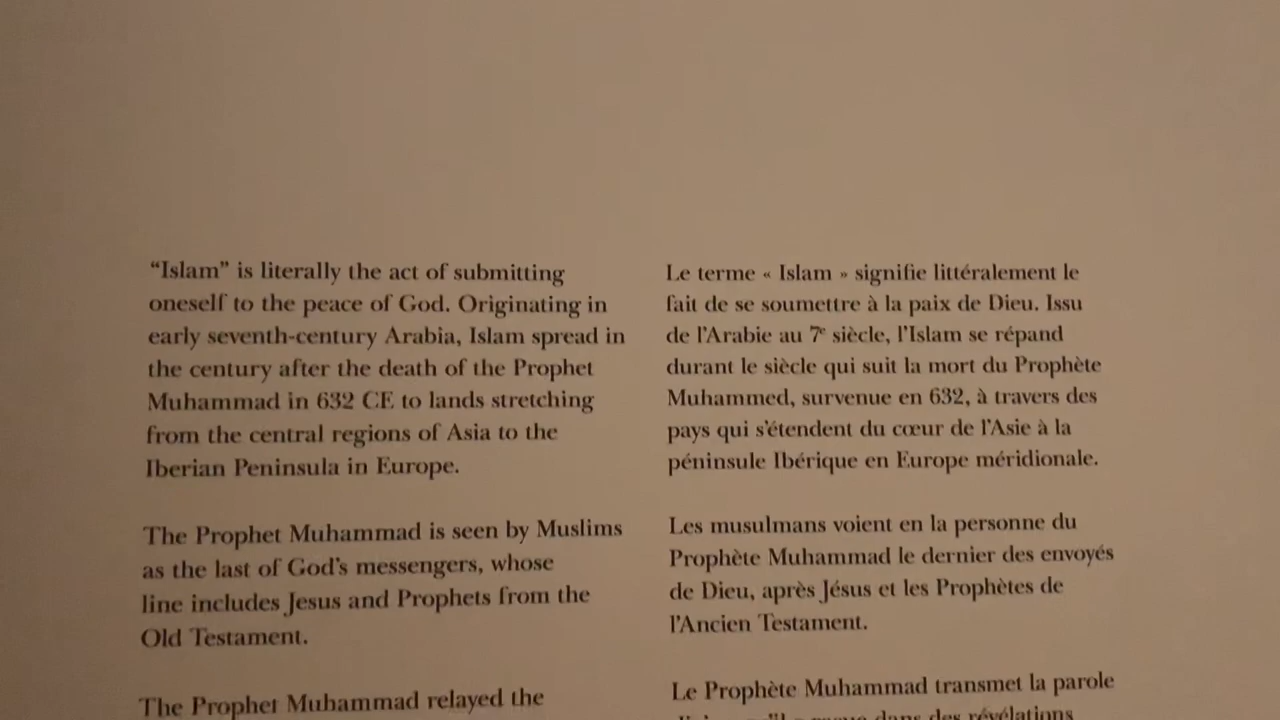 “Islam” is literally the act of submitting
oneself to the peace of God. Originating in
early seventh-century Arabia, Islam spread in
the century after the death of the Prophet
Muhammad in 632 CE to lands stretching
from the central regions of Asia to the
Iberian Peninsula in Europe.
The Prophet Muhammad is seen by Muslims
as the last of God’s messengers, whose
line includes Jesus and Prophets from the
Old Testament.
The Prophet Muhammad relayed the
Le terme « Islam » signifie littéralement le
fait de se soumettre à la paix de Dieu. Issu
de l’Arabie au 7e siècle, l’Islam se répand
durant le siècle qui suit la mort du Prophète
Muhammed, survenue en 632, à travers des
pays qui s’étendent du cœur de l’Asie à la
péninsule Ibérique en Europe méridionale.
Les musulmans voient en la personne du
Prophète Muhammad le dernier des envoyés
de Dieu, après Jésus et les Prophètes de
l’Ancien Testament.
Le Prophète Muhammad transmet la parole
dans des révélations